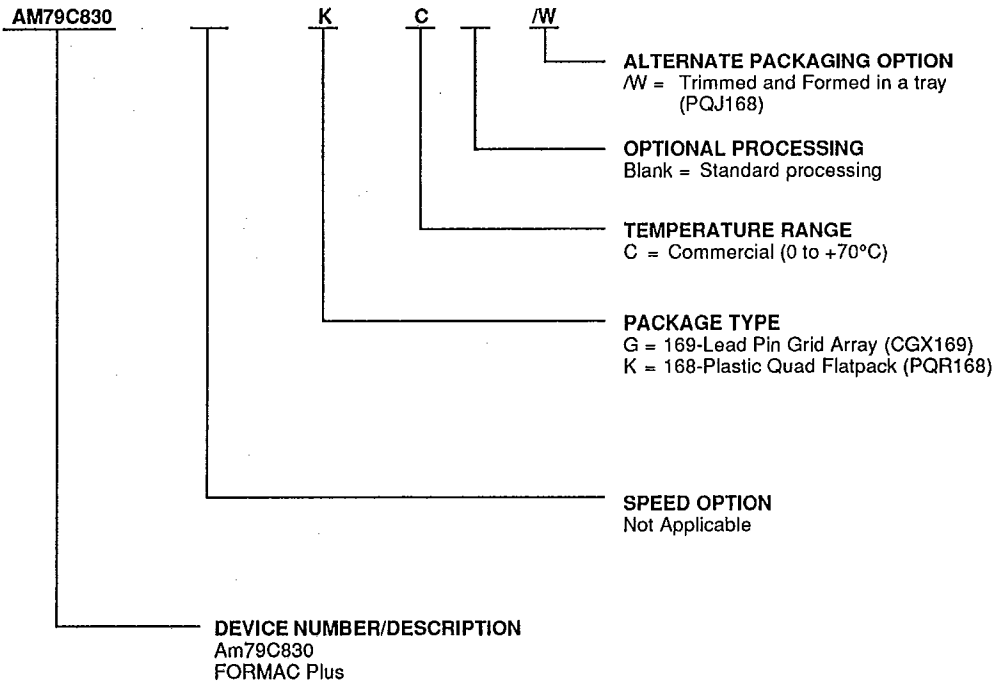 AM79C830 K C /W
ALTERNATE PACKAGING OPTION
/W = Trimmed and Formed in a tray
(PQJ168)
OPTIONAL PROCESSING
Blank = Standard processing
TEMPERATURE RANGE
C = Commercial (0 to +70°C)
PACKAGE TYPE
G = 169-Lead Pin Grid Array (CGX169)
K = 168-Plastic Quad Flatpack (PQR168)
SPEED OPTION
Not Applicable
DEVICE NUMBER/DESCRIPTION
Am79C830
FORMAC Plus